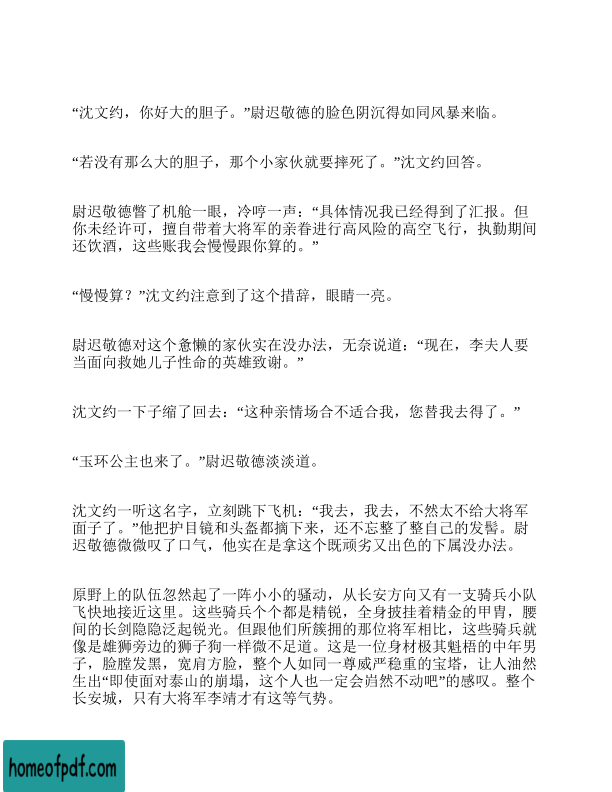 “沈文约，你好大的胆子。”尉迟敬德的脸色阴沉得如同风暴来临。
“若没有那么大的胆子，那个小家伙就要摔死了。”沈文约回答。
尉迟敬德瞥了机舱一眼，冷哼一声：“具体情况我已经得到了汇报。但
你未经许可，擅自带着大将军的亲眷进行高风险的高空飞行，执勤期间
还饮酒，这些账我会慢慢跟你算的。”
“慢慢算？”沈文约注意到了这个措辞，眼睛一亮。
尉迟敬德对这个惫懒的家伙实在没办法，无奈说道：“现在，李夫人要
当面向救她儿子性命的英雄致谢。”
沈文约一下子缩了回去：“这种亲情场合不适合我，您替我去得了。”
“玉环公主也来了。”尉迟敬德淡淡道。
沈文约一听这名字，立刻跳下飞机：“我去，我去，不然太不给大将军
面子了。”他把护目镜和头盔都摘下来，还不忘整了整自己的发髻。尉
迟敬德微微叹了口气，他实在是拿这个既顽劣又出色的下属没办法。
原野上的队伍忽然起了一阵小小的骚动，从长安方向又有一支骑兵小队
飞快地接近这里。这些骑兵个个都是精锐，全身披挂着精金的甲胄，腰
间的长剑隐隐泛起锐光。但跟他们所簇拥的那位将军相比，这些骑兵就
像是雄狮旁边的狮子狗一样微不足道。这是一位身材极其魁梧的中年男
子，脸膛发黑，宽肩方脸，整个人如同一尊威严稳重的宝塔，让人油然
生出“即使面对泰山的崩塌，这个人也一定会岿然不动吧”的感叹。整个
长安城，只有大将军李靖才有这等气势。
homeofpdf.com